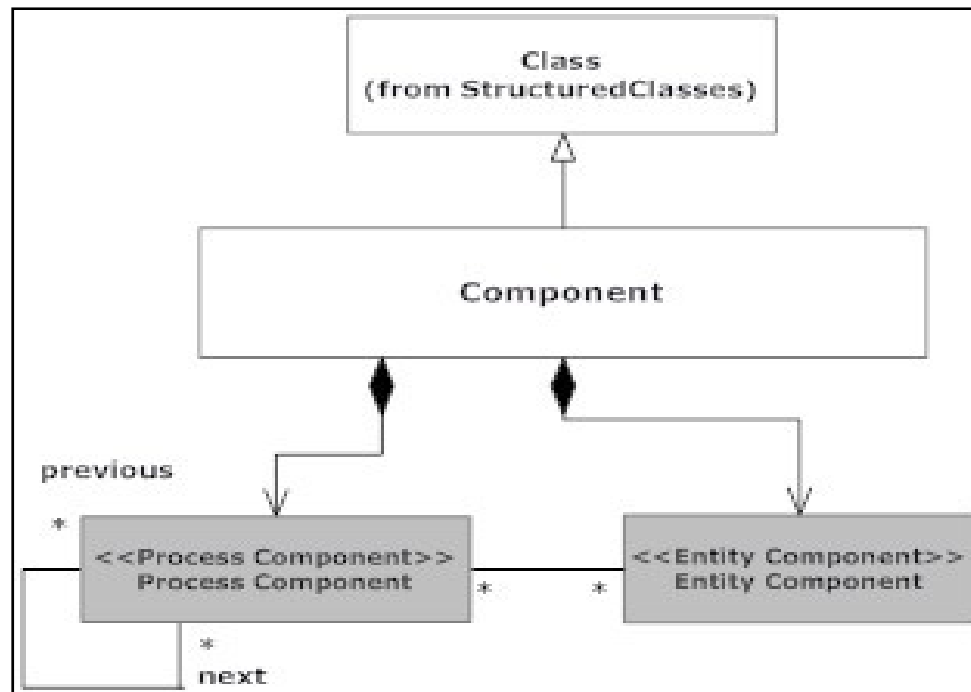 Class
(from StructuredClasses)
Component
previous
*
<<Process Component>>
Process Component
*
*
<<Entity Component>>
Entity Component
*
next